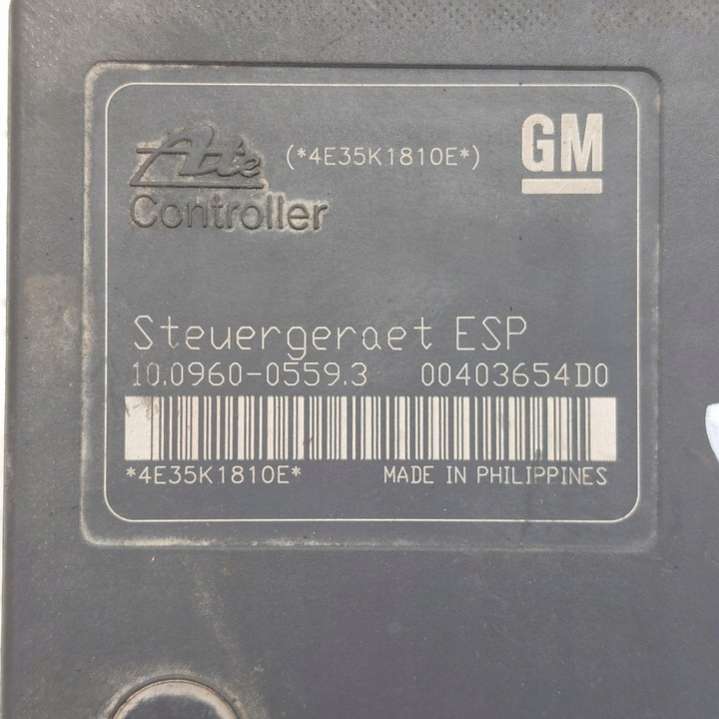 Ate (*4E35K1810E*) GM
Controller
Steuergeraet ESP
10.0960-0559.3 00403654D0
*4E35K1810E* MADE IN PHILIPPINES